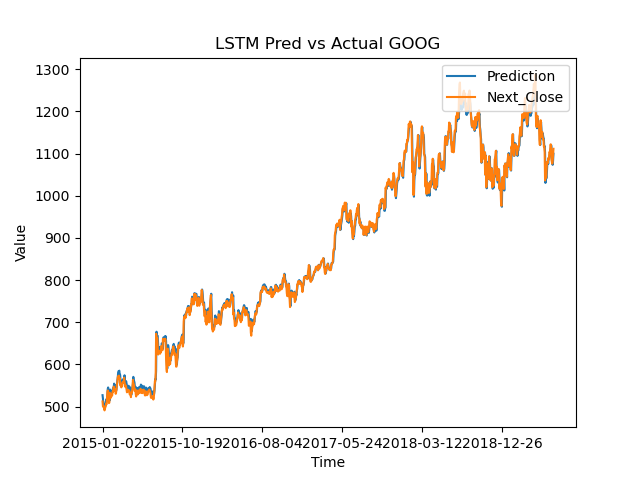 LSTM Pred vs Actual GOOG
Prediction
Next_Close
1300
1200
1100
1000
900
800
700
600
500
Value
2015-01-02 2015-10-19 2016-08-04 2017-05-24 2018-03-12 2018-12-26
Time